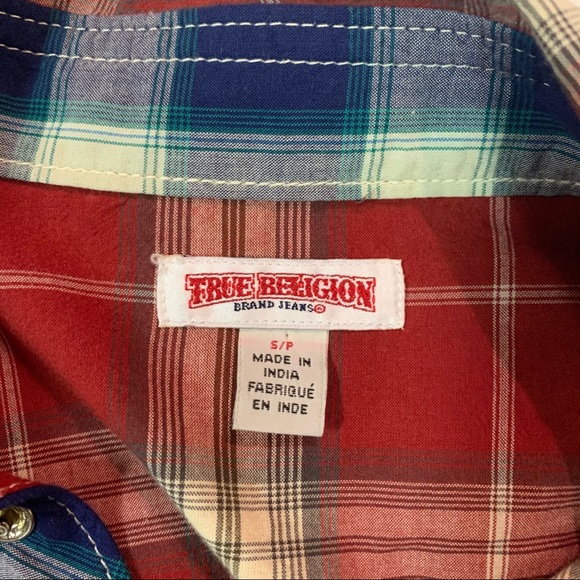 TRUE RELIGION
BRAND JEANS®
S/P
MADE IN
INDIA
FABRIQUÉ
EN INDE